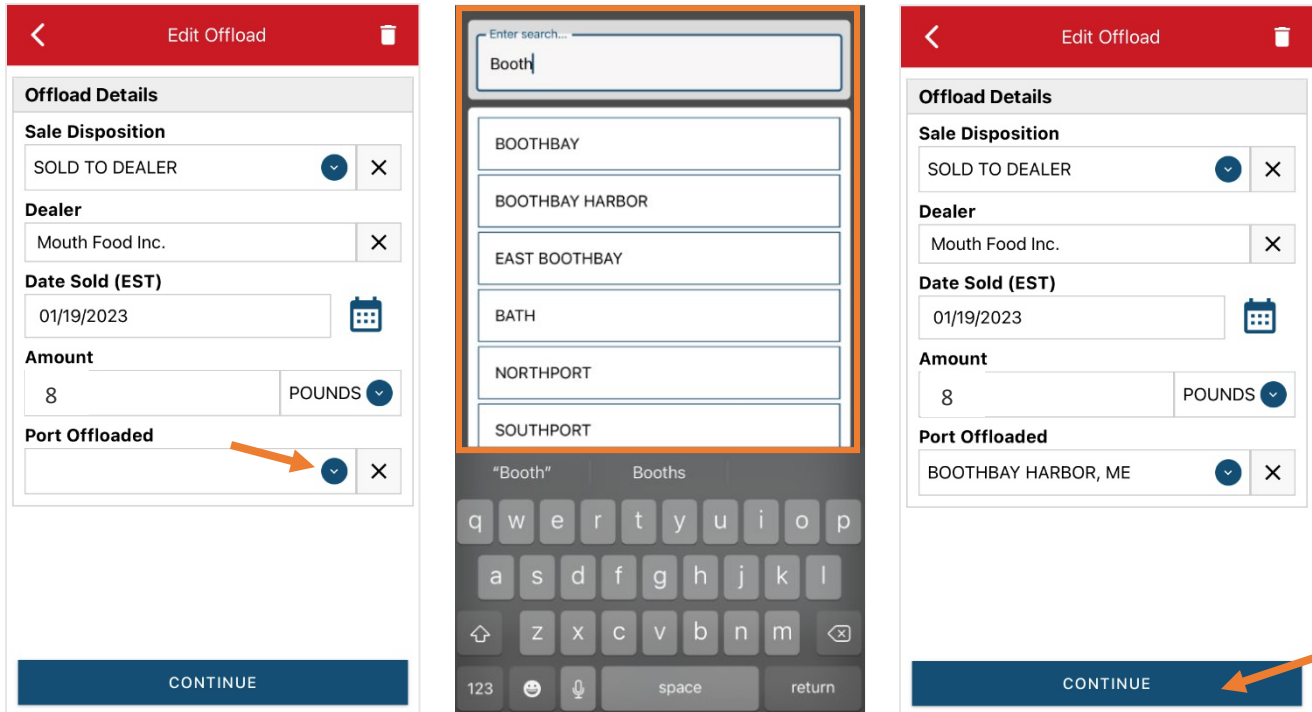 Edit Offload
Offload Details
Sale Disposition
SOLD TO DEALER
Dealer
Mouth Food Inc.
Date Sold (EST)
01/19/2023
Amount
8 POUNDS
Port Offloaded
CONTINUE
Enter search...
Booth
BOOTHBAY
BOOTHBAY HARBOR
EAST BOOTHBAY
BATH
NORTHPORT
SOUTHPORT
“Booth” Booths
q w e r t y u i o p
a s d f g h j k l
z x c v b n m
123 space return
Edit Offload
Offload Details
Sale Disposition
SOLD TO DEALER
Dealer
Mouth Food Inc.
Date Sold (EST)
01/19/2023
Amount
8 POUNDS
Port Offloaded
BOOTHBAY HARBOR, ME
CONTINUE